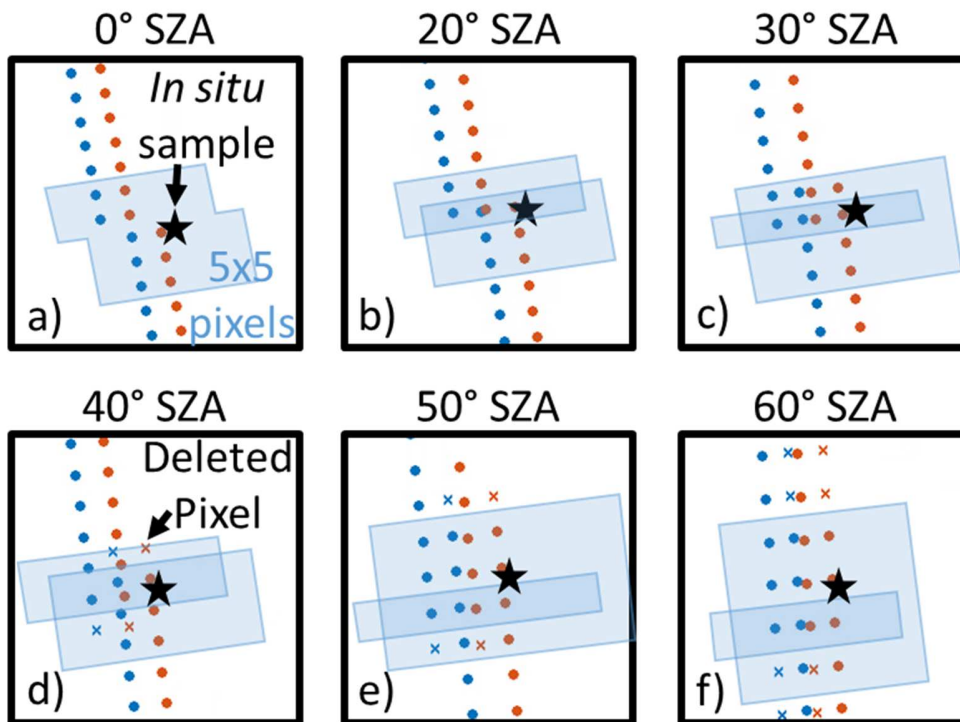 0° SZA
20° SZA
30° SZA
In situ
sample
5x5
pixels
a)
b)
c)
40° SZA
50° SZA
60° SZA
Deleted
Pixel
d)
e)
f)